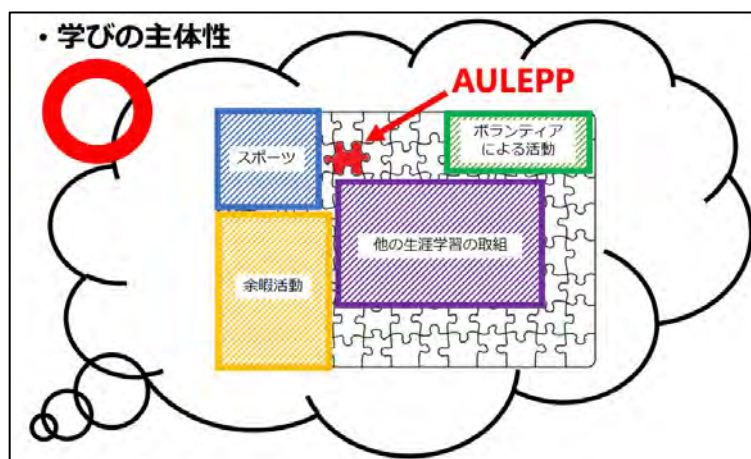 ・学びの主体性
AULEPP
スポーツ
ボランティア
による活動
他の生涯学習の取組
余暇活動